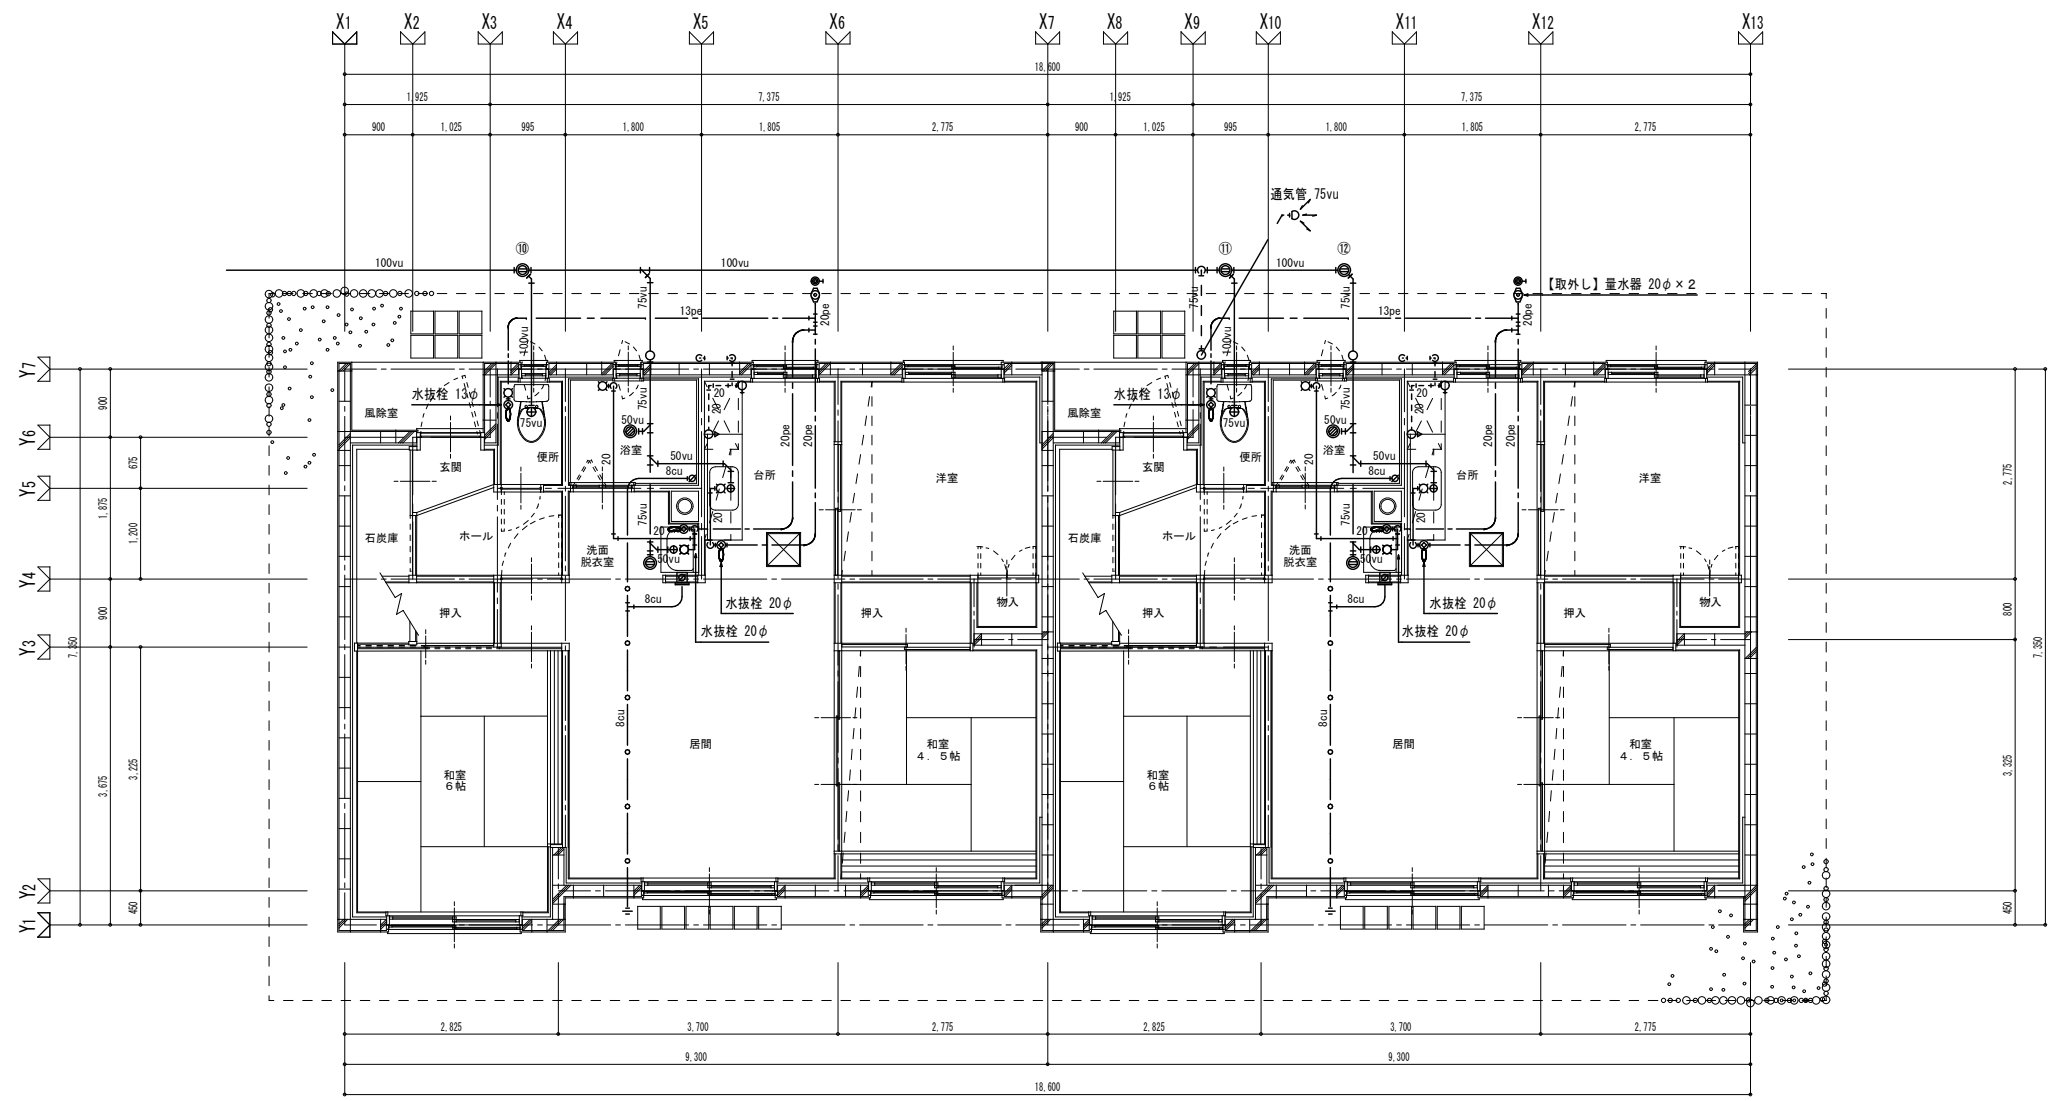 X1 X2 X3 X4 X5 X6 X7 X8 X9 X10 X11 X12 X13
18,600
1,925 7,375 1,925 7,375
900 1,025 995 1,800 1,805 2,775 900 1,025 995 1,800 1,805 2,775
通気管 75vu
⑩ ⑪ ⑫
100vu 100vu 100vu
【取外し】量水器 20φ×2
75vu 75vu 75vu
13pe 20pe 13pe 20pe
100vu 100vu
Y7
Y6
Y5
Y4
Y3
Y2
Y1
7,350
900
1,875
900
3,675
675
1,200
3,225
450
水抜栓 13φ
風除室
75vu
便所
玄関
75vu
50vu
浴室
20
20
20pe
20pe
50vu
8cu
台所
洋室
20
石炭庫
ホール
洗面
脱衣室
75vu
20
50vu
20
8cu
水抜栓 20φ
水抜栓 20φ
押入
押入
物入
8cu
居間
和室
4．5帖
和室
6帖
水抜栓 13φ
風除室
75vu
便所
玄関
75vu
50vu
浴室
20
20
20pe
20pe
50vu
8cu
台所
洋室
20
石炭庫
ホール
洗面
脱衣室
75vu
20
50vu
20
8cu
水抜栓 20φ
水抜栓 20φ
押入
押入
物入
8cu
居間
和室
4．5帖
和室
6帖
2,775
800
3,325
450
7,350
2,825 3,700 2,775 2,825 3,700 2,775
9,300 9,300
18,600